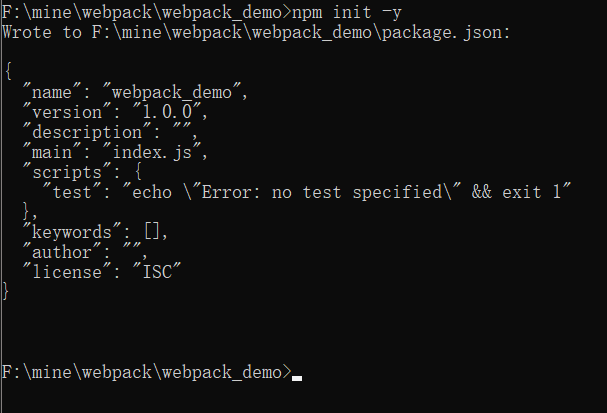 F:\mine\webpack\webpack_demo>npm init -y
Wrote to F:\mine\webpack\webpack_demo\package.json:
{
"name": "webpack_demo",
"version": "1.0.0",
"description": "",
"main": "index.js",
"scripts": {
"test": "echo \"Error: no test specified\" && exit 1"
},
"keywords": [],
"author": "",
"license": "ISC"
}
F:\mine\webpack\webpack_demo>